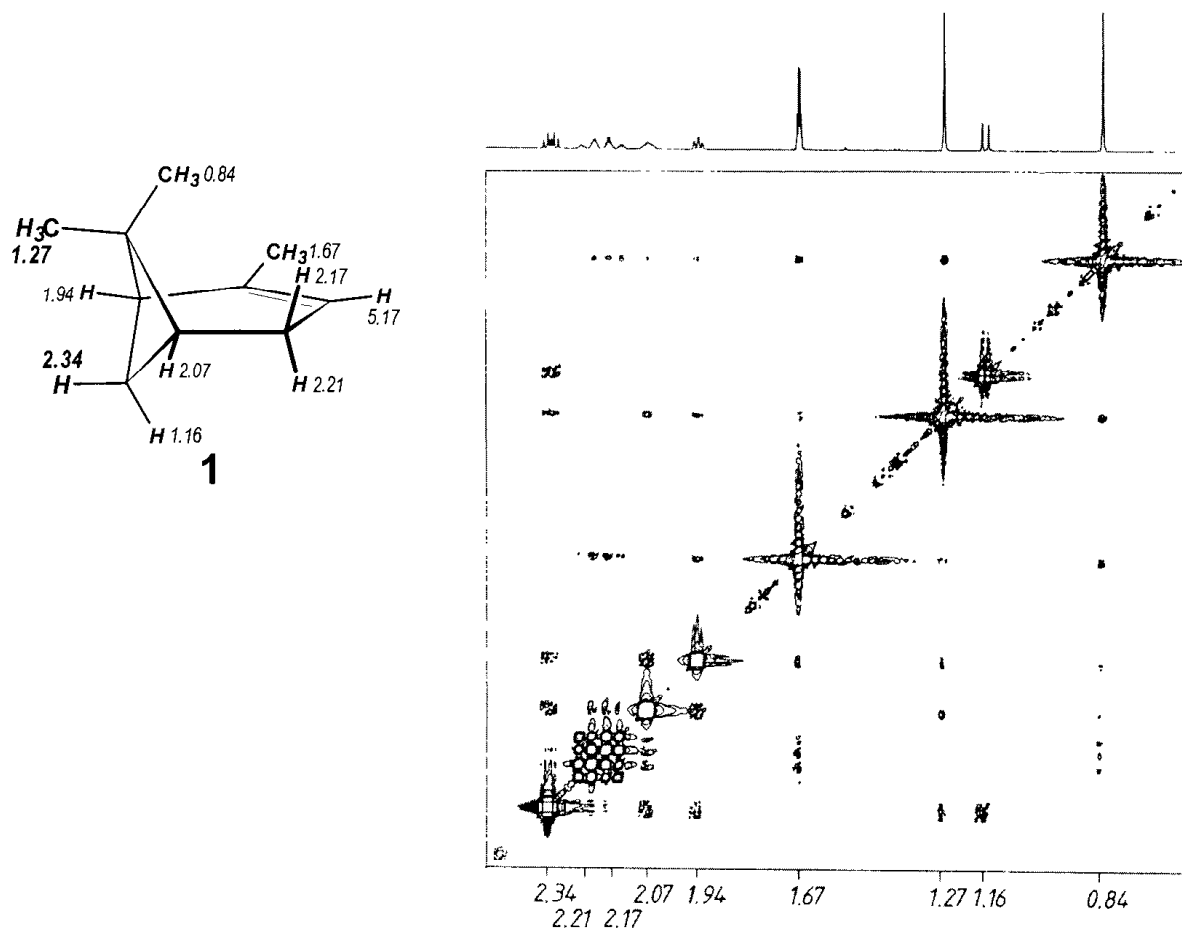 CH₃ 0.84
H₃C
1.27
CH₃ 1.67
H 2.17
1.94 H
H
5.17
2.34
H
H 2.07
H 2.21
H 1.16
1
2.34 2.07 1.94 1.67 1.27 1.16 0.84
2.21 2.17